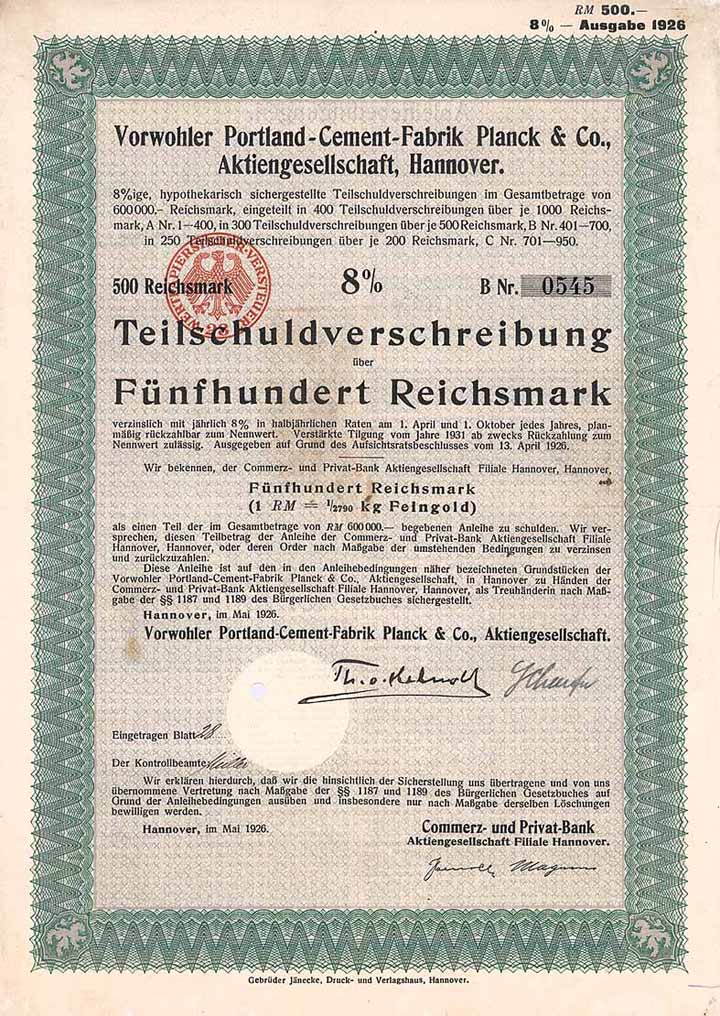 RM 500.—
8% — Ausgabe 1926
Vorwohler Portland-Cement-Fabrik Planck & Co.,
Aktiengesellschaft, Hannover.
8%ige, hypothekarisch sichergestellte Teilschuldverschreibungen im Gesamtbetrage von
600000.— Reichsmark, eingeteilt in 400 Teilschuldverschreibungen über je 1000 Reichs-
mark, A Nr. 1—400, in 300 Teilschuldverschreibungen über je 500 Reichsmark, B Nr. 401—700,
in 250 Teilschuldverschreibungen über je 200 Reichsmark, C Nr. 701—950.
500 Reichsmark 8% B Nr. 0545
Teilschuldverschreibung
über
Fünfhundert Reichsmark
verzinslich mit jährlich 8% in halbjährlichen Raten am 1. April und 1. Oktober jedes Jahres, plan-
mäßig rückzahlbar zum Nennwert. Verstärkte Tilgung vom Jahre 1931 ab zwecks Rückzahlung zum
Nennwert zulässig. Ausgegeben auf Grund des Aufsichtsratsbeschlusses vom 13. April 1926.
Wir bekennen, der Commerz- und Privat-Bank Aktiengesellschaft Filiale Hannover, Hannover,
Fünfhundert Reichsmark
(1 RM = 1/2790 kg Feingold)
als einen Teil der im Gesamtbetrage von RM 600000.— begebenen Anleihe zu schulden. Wir ver-
sprechen, diesen Teilbetrag der Anleihe der Commerz- und Privat-Bank Aktiengesellschaft Filiale
Hannover, Hannover, oder deren Order nach Maßgabe der umstehenden Bedingungen zu verzinsen
und zurückzuzahlen.
Diese Anleihe ist auf den in den Anleihebedingungen näher bezeichneten Grundstücken der
Vorwohler Portland-Cement-Fabrik Planck & Co., Aktiengesellschaft, in Hannover zu Händen der
Commerz- und Privat-Bank Aktiengesellschaft Filiale Hannover, Hannover, als Treuhänderin nach Maß-
gabe der §§ 1187 und 1189 des Bürgerlichen Gesetzbuches sichergestellt.
Hannover, im Mai 1926.
Vorwohler Portland-Cement-Fabrik Planck & Co., Aktiengesellschaft.
Eingetragen Blatt 28
Der Kontrollbeamte:
Wir erklären hierdurch, daß wir die hinsichtlich der Sicherstellung uns übertragene und von uns
übernommene Vertretung nach Maßgabe der §§ 1187 und 1189 des Bürgerlichen Gesetzbuches auf
Grund der Anleihebedingungen ausüben und insbesondere nur nach Maßgabe derselben Löschungen
bewilligen werden.
Hannover, im Mai 1926.
Commerz- und Privat-Bank
Aktiengesellschaft Filiale Hannover.
Gebrüder Jänecke, Druck- und Verlagshaus, Hannover.